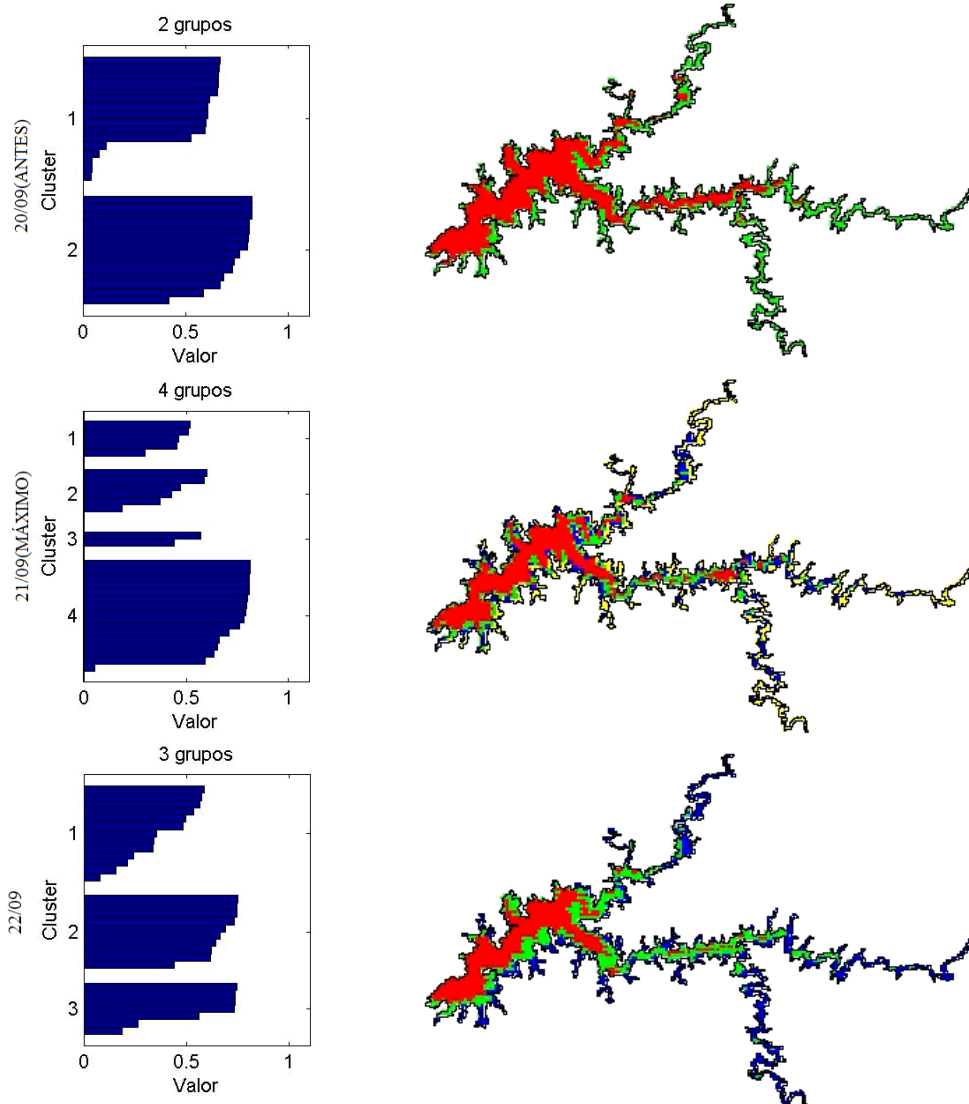 2 grupos
20/09(ANTES)
Cluster
1
2
0
0.5
1
Valor
4 grupos
21/09(MÁXIMO)
Cluster
1
2
3
4
0
0.5
1
Valor
3 grupos
22/09
Cluster
1
2
3
0
0.5
1
Valor